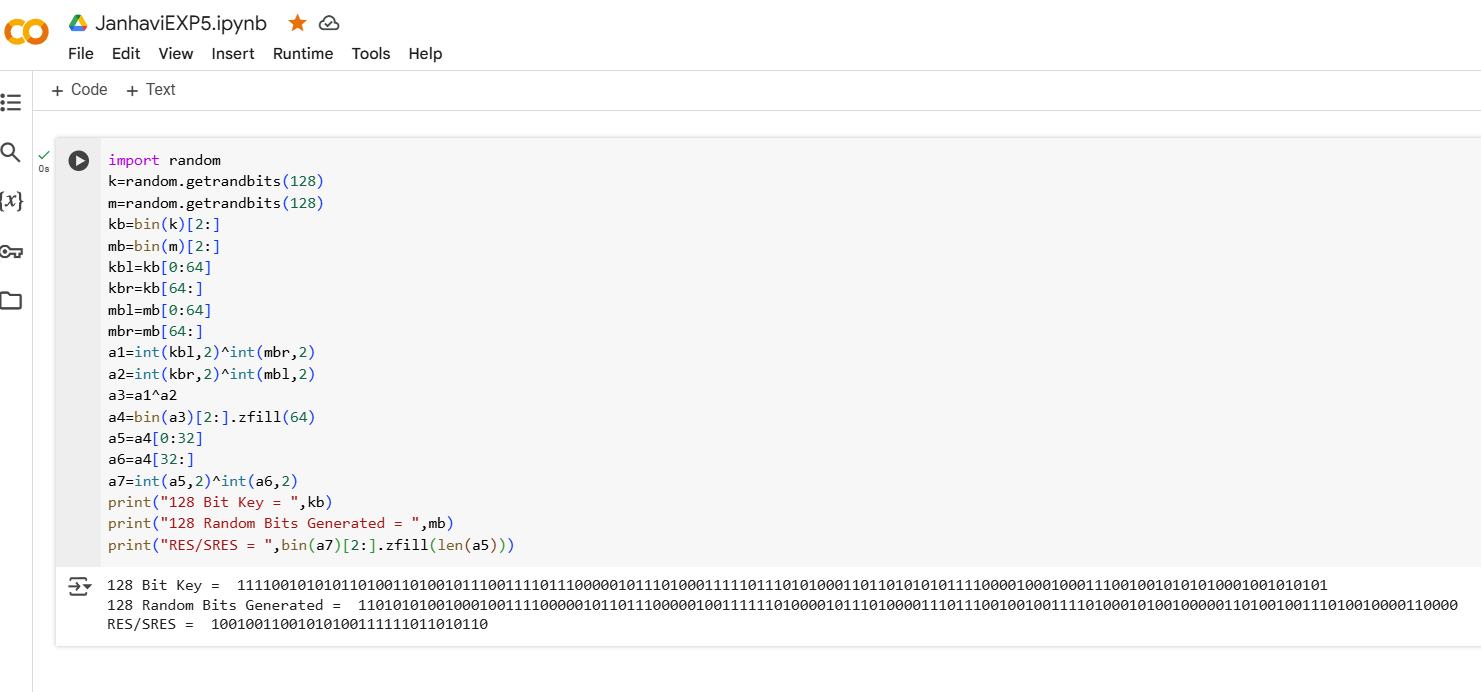 JanhaviEXP5.ipynb
File Edit View Insert Runtime Tools Help
+ Code + Text
{x}
0s
import random
k=random.getrandbits(128)
m=random.getrandbits(128)
kb=bin(k)[2:]
mb=bin(m)[2:]
kbl=kb[0:64]
kbr=kb[64:]
mbl=mb[0:64]
mbr=mb[64:]
a1=int(kbl,2)^int(mbr,2)
a2=int(kbr,2)^int(mbl,2)
a3=a1^a2
a4=bin(a3)[2:].zfill(64)
a5=a4[0:32]
a6=a4[32:]
a7=int(a5,2)^int(a6,2)
print("128 Bit Key = ",kb)
print("128 Random Bits Generated = ",mb)
print("RES/SRES = ",bin(a7)[2:].zfill(len(a5)))
128 Bit Key =
128 Random Bits Generated =
RES/SRES = 10010011001010100111111011010110